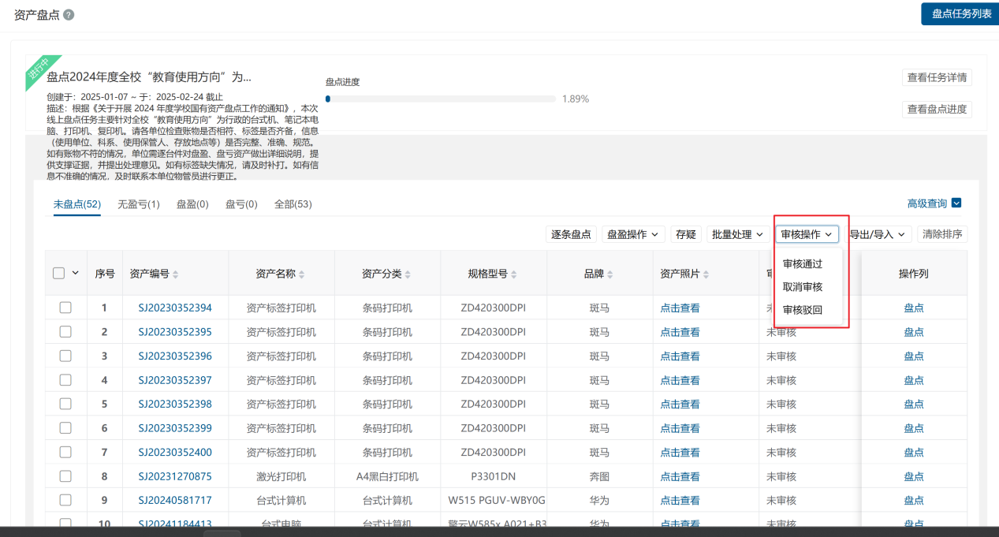 资产盘点 ?
盘点任务列表
进行中
盘点2024年度全校“教育使用方向”为...
创建于：2025-01-07 ~ 于：2025-02-24 截止
描述：根据《关于开展 2024 年度学校国有资产盘点工作的通知》，本次
线上盘点任务主要针对全校“教育使用方向”为行政的台式机、笔记本电
脑、打印机、复印机。请各单位检查账物是否相符、标签是否齐备，信息
（使用单位、科系、使用保管人、存放地点等）是否完整、准确、规范。
如有账物不符的情况，单位需逐台件对盘盈、盘亏资产做出详细说明，提
供支撑证据，并提出处理意见。如有标签缺失情况，请及时补打。如有信
息不准确的情况，及时联系本单位物管员进行更正。
盘点进度
1.89%
查看任务详情
查看盘点进度
未盘点(52) 无盈亏(1) 盘盈(0) 盘亏(0) 全部(53) 高级查询
逐条盘点 盘盈操作 存疑 批量处理 审核操作 导出/导入 清除排序
审核通过
取消审核
审核驳回
序号 资产编号 资产名称 资产分类 规格型号 品牌 资产照片 操作列
1 SJ20230352394 资产标签打印机 条码打印机 ZD420300DPI 斑马 点击查看 盘点
2 SJ20230352395 资产标签打印机 条码打印机 ZD420300DPI 斑马 点击查看 未审核 盘点
3 SJ20230352396 资产标签打印机 条码打印机 ZD420300DPI 斑马 点击查看 未审核 盘点
4 SJ20230352397 资产标签打印机 条码打印机 ZD420300DPI 斑马 点击查看 未审核 盘点
5 SJ20230352398 资产标签打印机 条码打印机 ZD420300DPI 斑马 点击查看 未审核 盘点
6 SJ20230352399 资产标签打印机 条码打印机 ZD420300DPI 斑马 点击查看 未审核 盘点
7 SJ20230352400 资产标签打印机 条码打印机 ZD420300DPI 斑马 点击查看 未审核 盘点
8 SJ20231270875 激光打印机 A4黑白打印机 P3301DN 奔图 点击查看 未审核 盘点
9 SJ20240581717 台式计算机 台式计算机 W515 PGUV-WBY0G 华为 点击查看 未审核 盘点
10 SJ20241184413 台式电脑 台式计算机 擎云W585x A021+B3 华为 点击查看 未审核 盘点